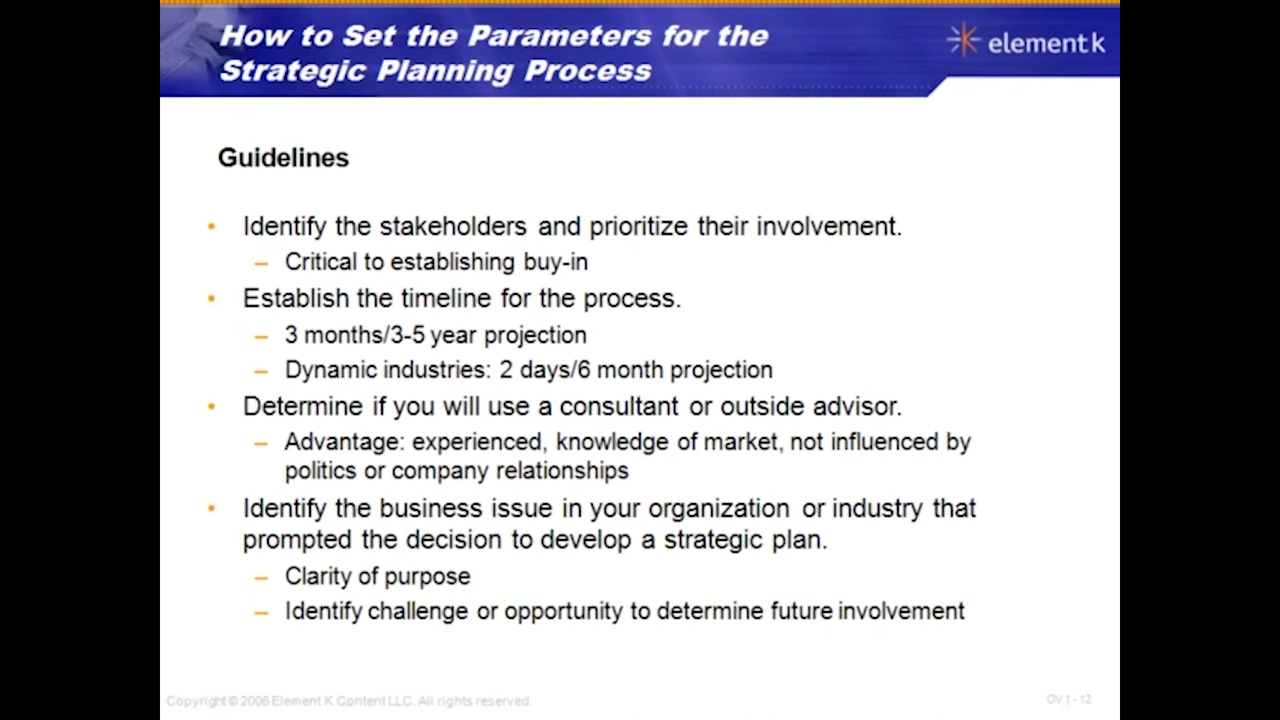 How to Set the Parameters for the
Strategic Planning Process
element k
Guidelines
• Identify the stakeholders and prioritize their involvement.
– Critical to establishing buy-in
• Establish the timeline for the process.
– 3 months/3-5 year projection
– Dynamic industries: 2 days/6 month projection
• Determine if you will use a consultant or outside advisor.
– Advantage: experienced, knowledge of market, not influenced by
politics or company relationships
• Identify the business issue in your organization or industry that
prompted the decision to develop a strategic plan.
– Clarity of purpose
– Identify challenge or opportunity to determine future involvement
Copyright © 2006 Element K Content LLC. All rights reserved.
OV 1 - 12